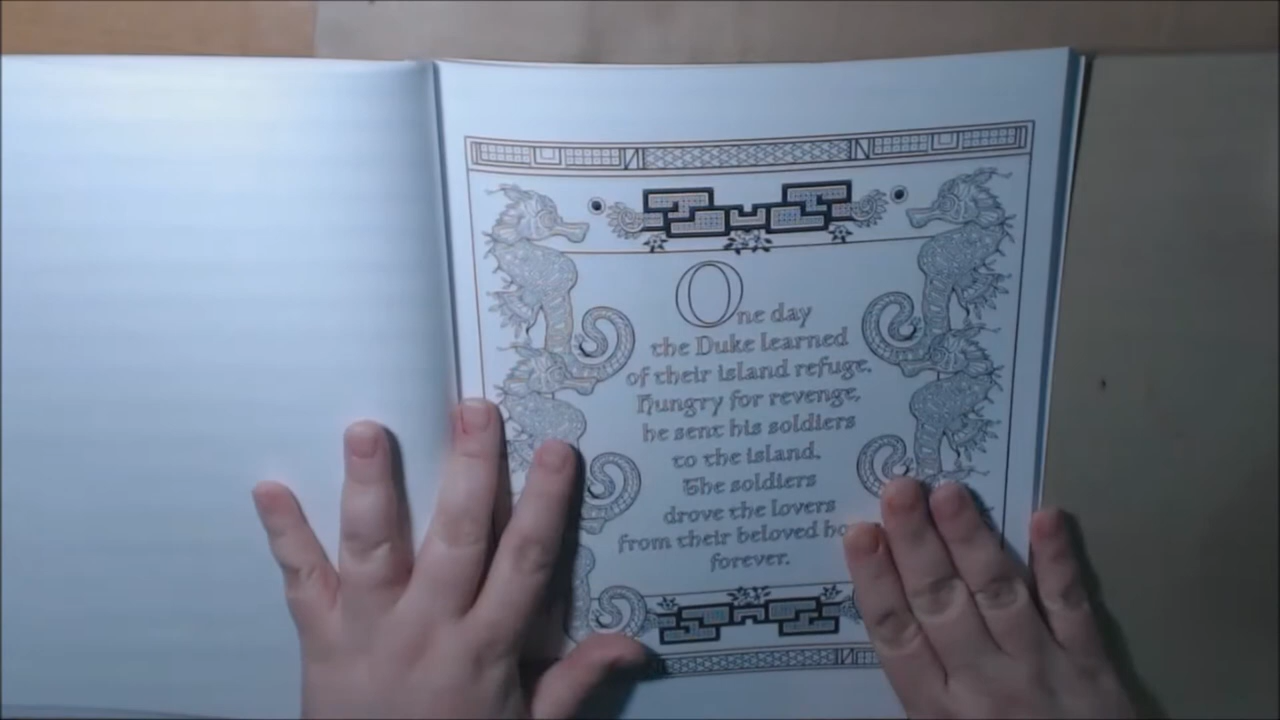 One day
the Duke learned
of their island refuge.
Hungry for revenge,
he sent his soldiers
to the island.
The soldiers
drove the lovers
from their beloved
forever.